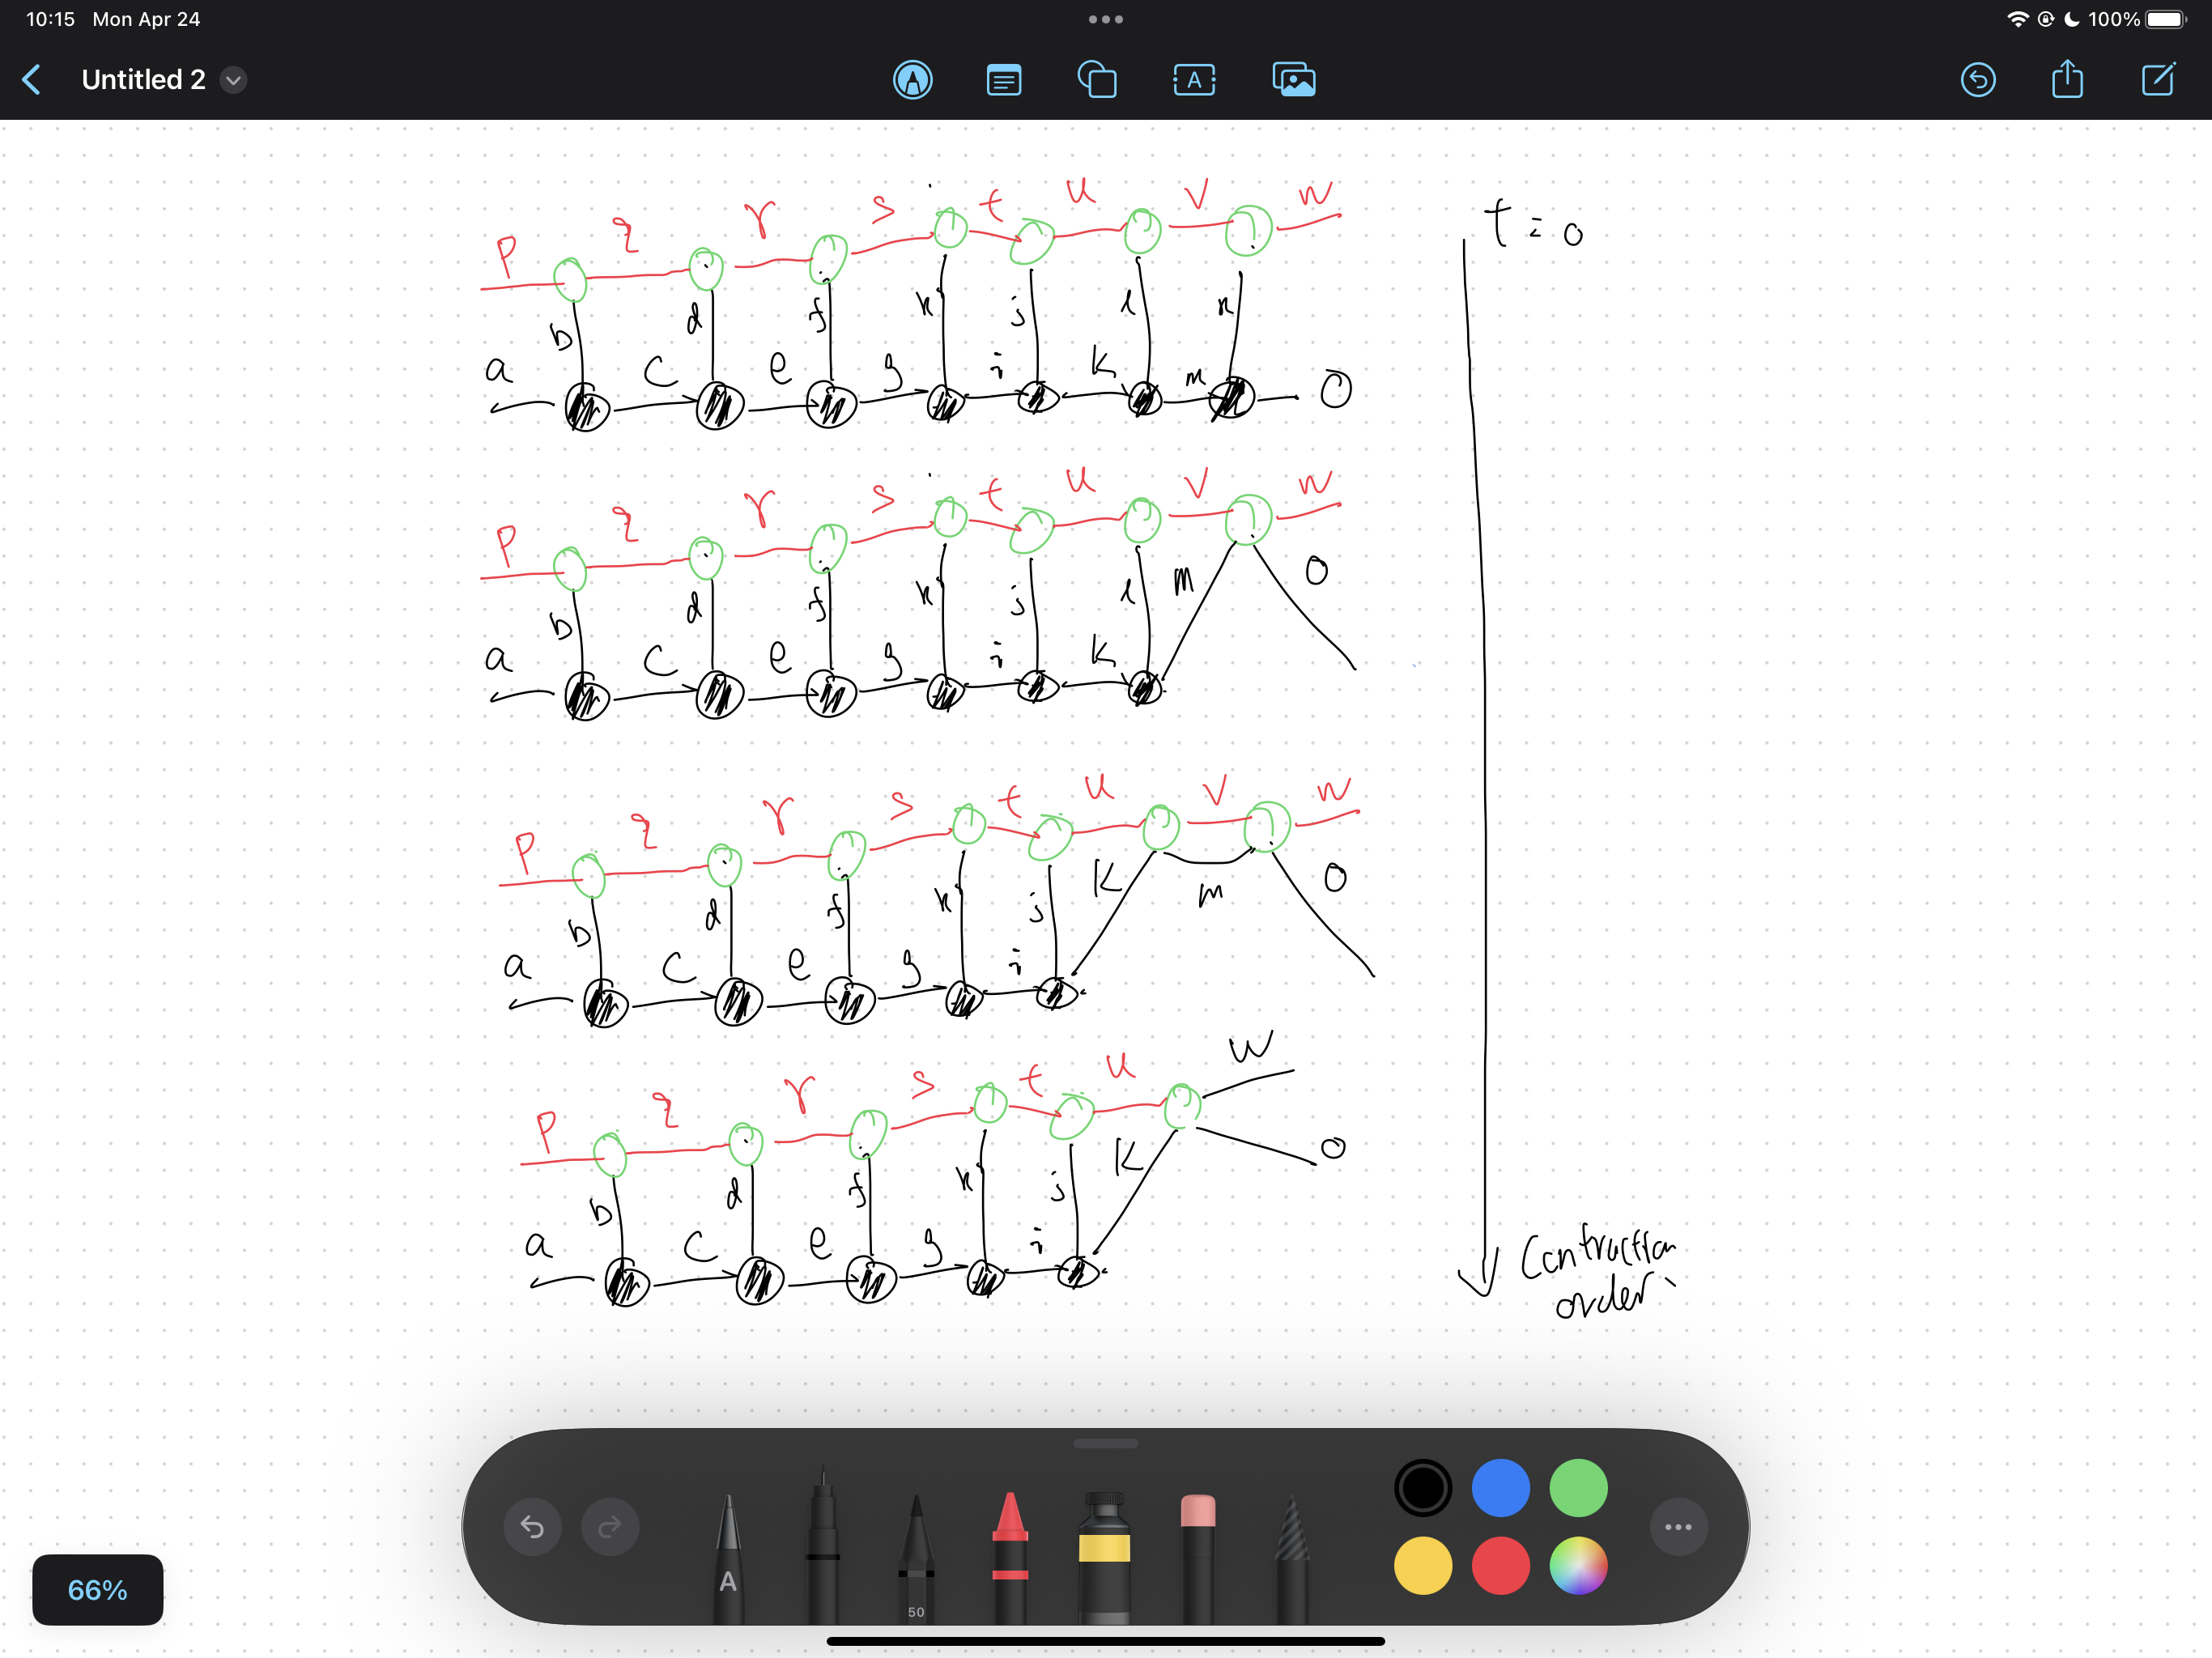 10:15 Mon Apr 24
100%
Untitled 2
A
p q r s t u v w
t = 0
b d f h j l n
a c e g i k m o
p q r s t u v w
b d f h j l m o
a c e g i k
p q r s t u v w
b d f h j k m o
a c e g i
w
p q r s t u
b d f h j k o
a c e g i
Contraction
order
A
50
66%